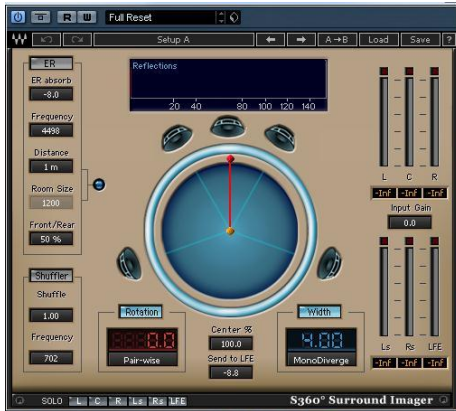 R W Full Reset
Setup A A→B Load Save ?
ER
ER absorb
-8.0
Frequency
4498
Distance
1 m
Room Size
1200
Front/Rear
50 %
Shuffler
Shuffle
1.00
Frequency
702
Reflections
20 40 80 100 120 140
Rotation
0.0
Pair-wise
Center %
100.0
Send to LFE
-8.8
Width
4.00
MonoDiverge
L C R
-Inf -Inf -Inf
Input Gain
0.0
Ls Rs LFE
-Inf -Inf -Inf
SOLO L C R Ls Rs LFE
S360° Surround Imager